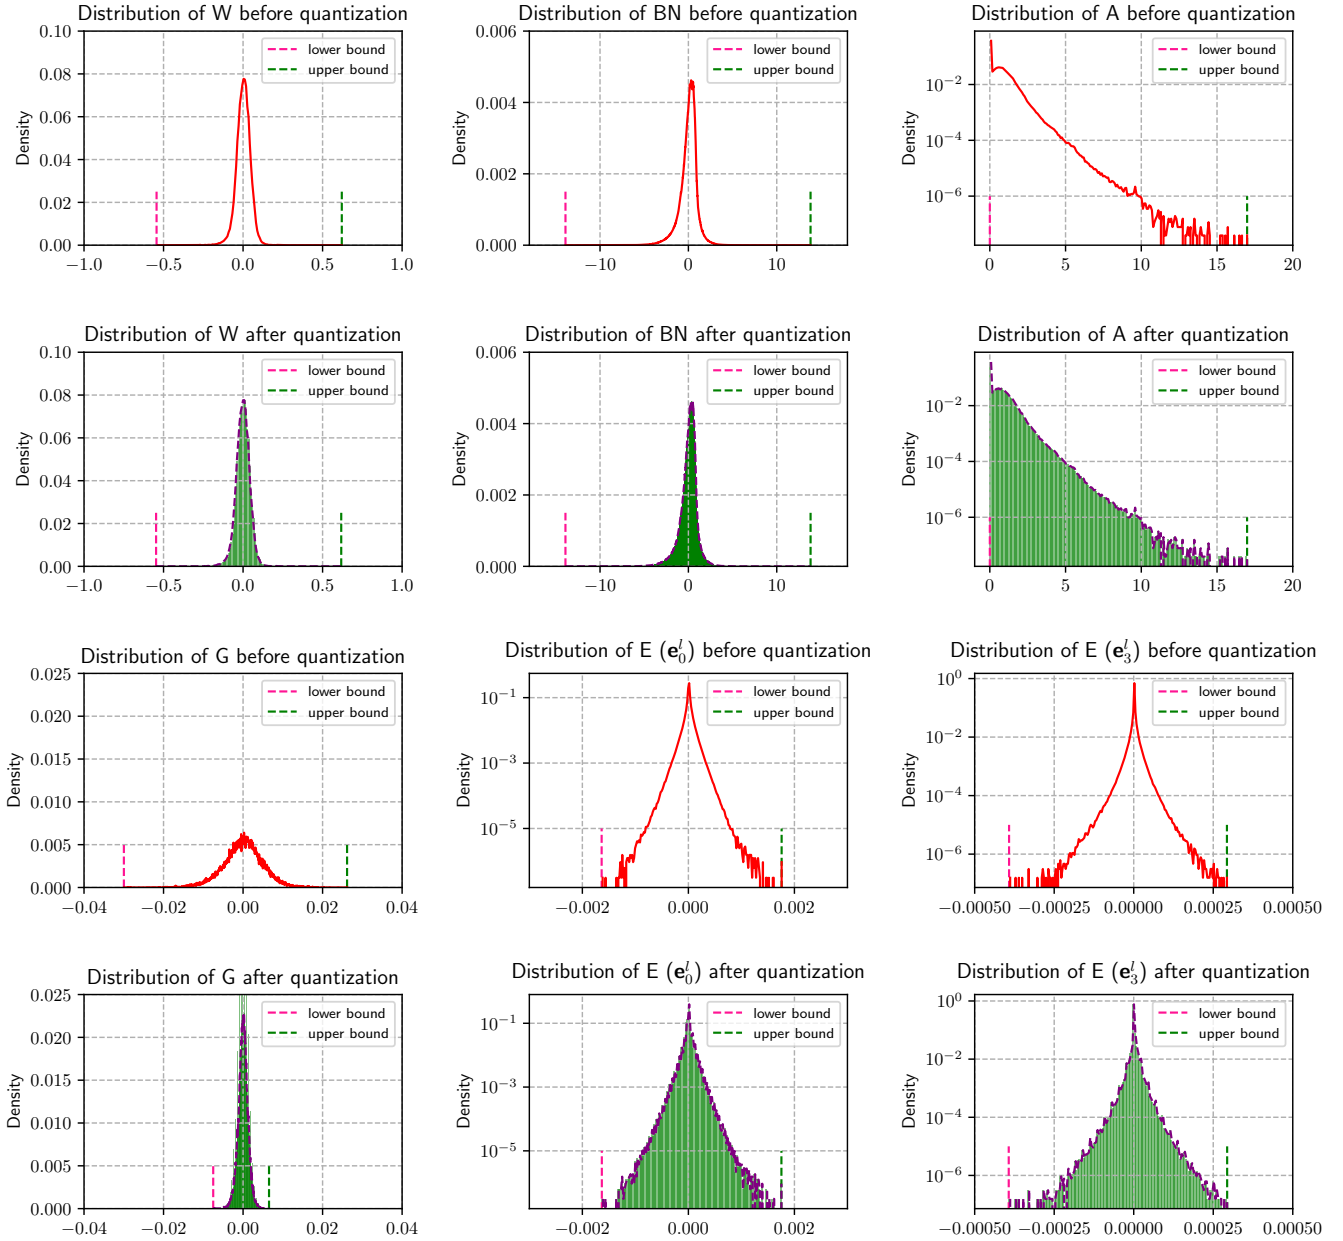 Distribution of W before quantization
Distribution of BN before quantization
Distribution of A before quantization
Density
0.10
0.08
0.06
0.04
0.02
0.00
−1.0 −0.5 0.0 0.5 1.0
lower bound
upper bound
Density
0.006
0.004
0.002
0.000
−10 0 10
lower bound
upper bound
Density
10⁻²
10⁻⁴
10⁻⁶
0 5 10 15 20
lower bound
upper bound
Distribution of W after quantization
Distribution of BN after quantization
Distribution of A after quantization
Density
0.10
0.08
0.06
0.04
0.02
0.00
−1.0 −0.5 0.0 0.5 1.0
lower bound
upper bound
Density
0.006
0.004
0.002
0.000
−10 0 10
lower bound
upper bound
Density
10⁻²
10⁻⁴
10⁻⁶
0 5 10 15 20
lower bound
upper bound
Distribution of G before quantization
Distribution of E (e₀ˡ) before quantization
Distribution of E (e₃ˡ) before quantization
Density
0.025
0.020
0.015
0.010
0.005
0.000
−0.04 −0.02 0.00 0.02 0.04
lower bound
upper bound
Density
10⁻¹
10⁻³
10⁻⁵
−0.002 0.000 0.002
lower bound
upper bound
Density
10⁰
10⁻²
10⁻⁴
10⁻⁶
−0.00050 −0.00025 0.00000 0.00025 0.00050
lower bound
upper bound
Distribution of G after quantization
Distribution of E (e₀ˡ) after quantization
Distribution of E (e₃ˡ) after quantization
Density
0.025
0.020
0.015
0.010
0.005
0.000
−0.04 −0.02 0.00 0.02 0.04
lower bound
upper bound
Density
10⁻¹
10⁻³
10⁻⁵
−0.002 0.000 0.002
lower bound
upper bound
Density
10⁰
10⁻²
10⁻⁴
10⁻⁶
−0.00050 −0.00025 0.00000 0.00025 0.00050
lower bound
upper bound